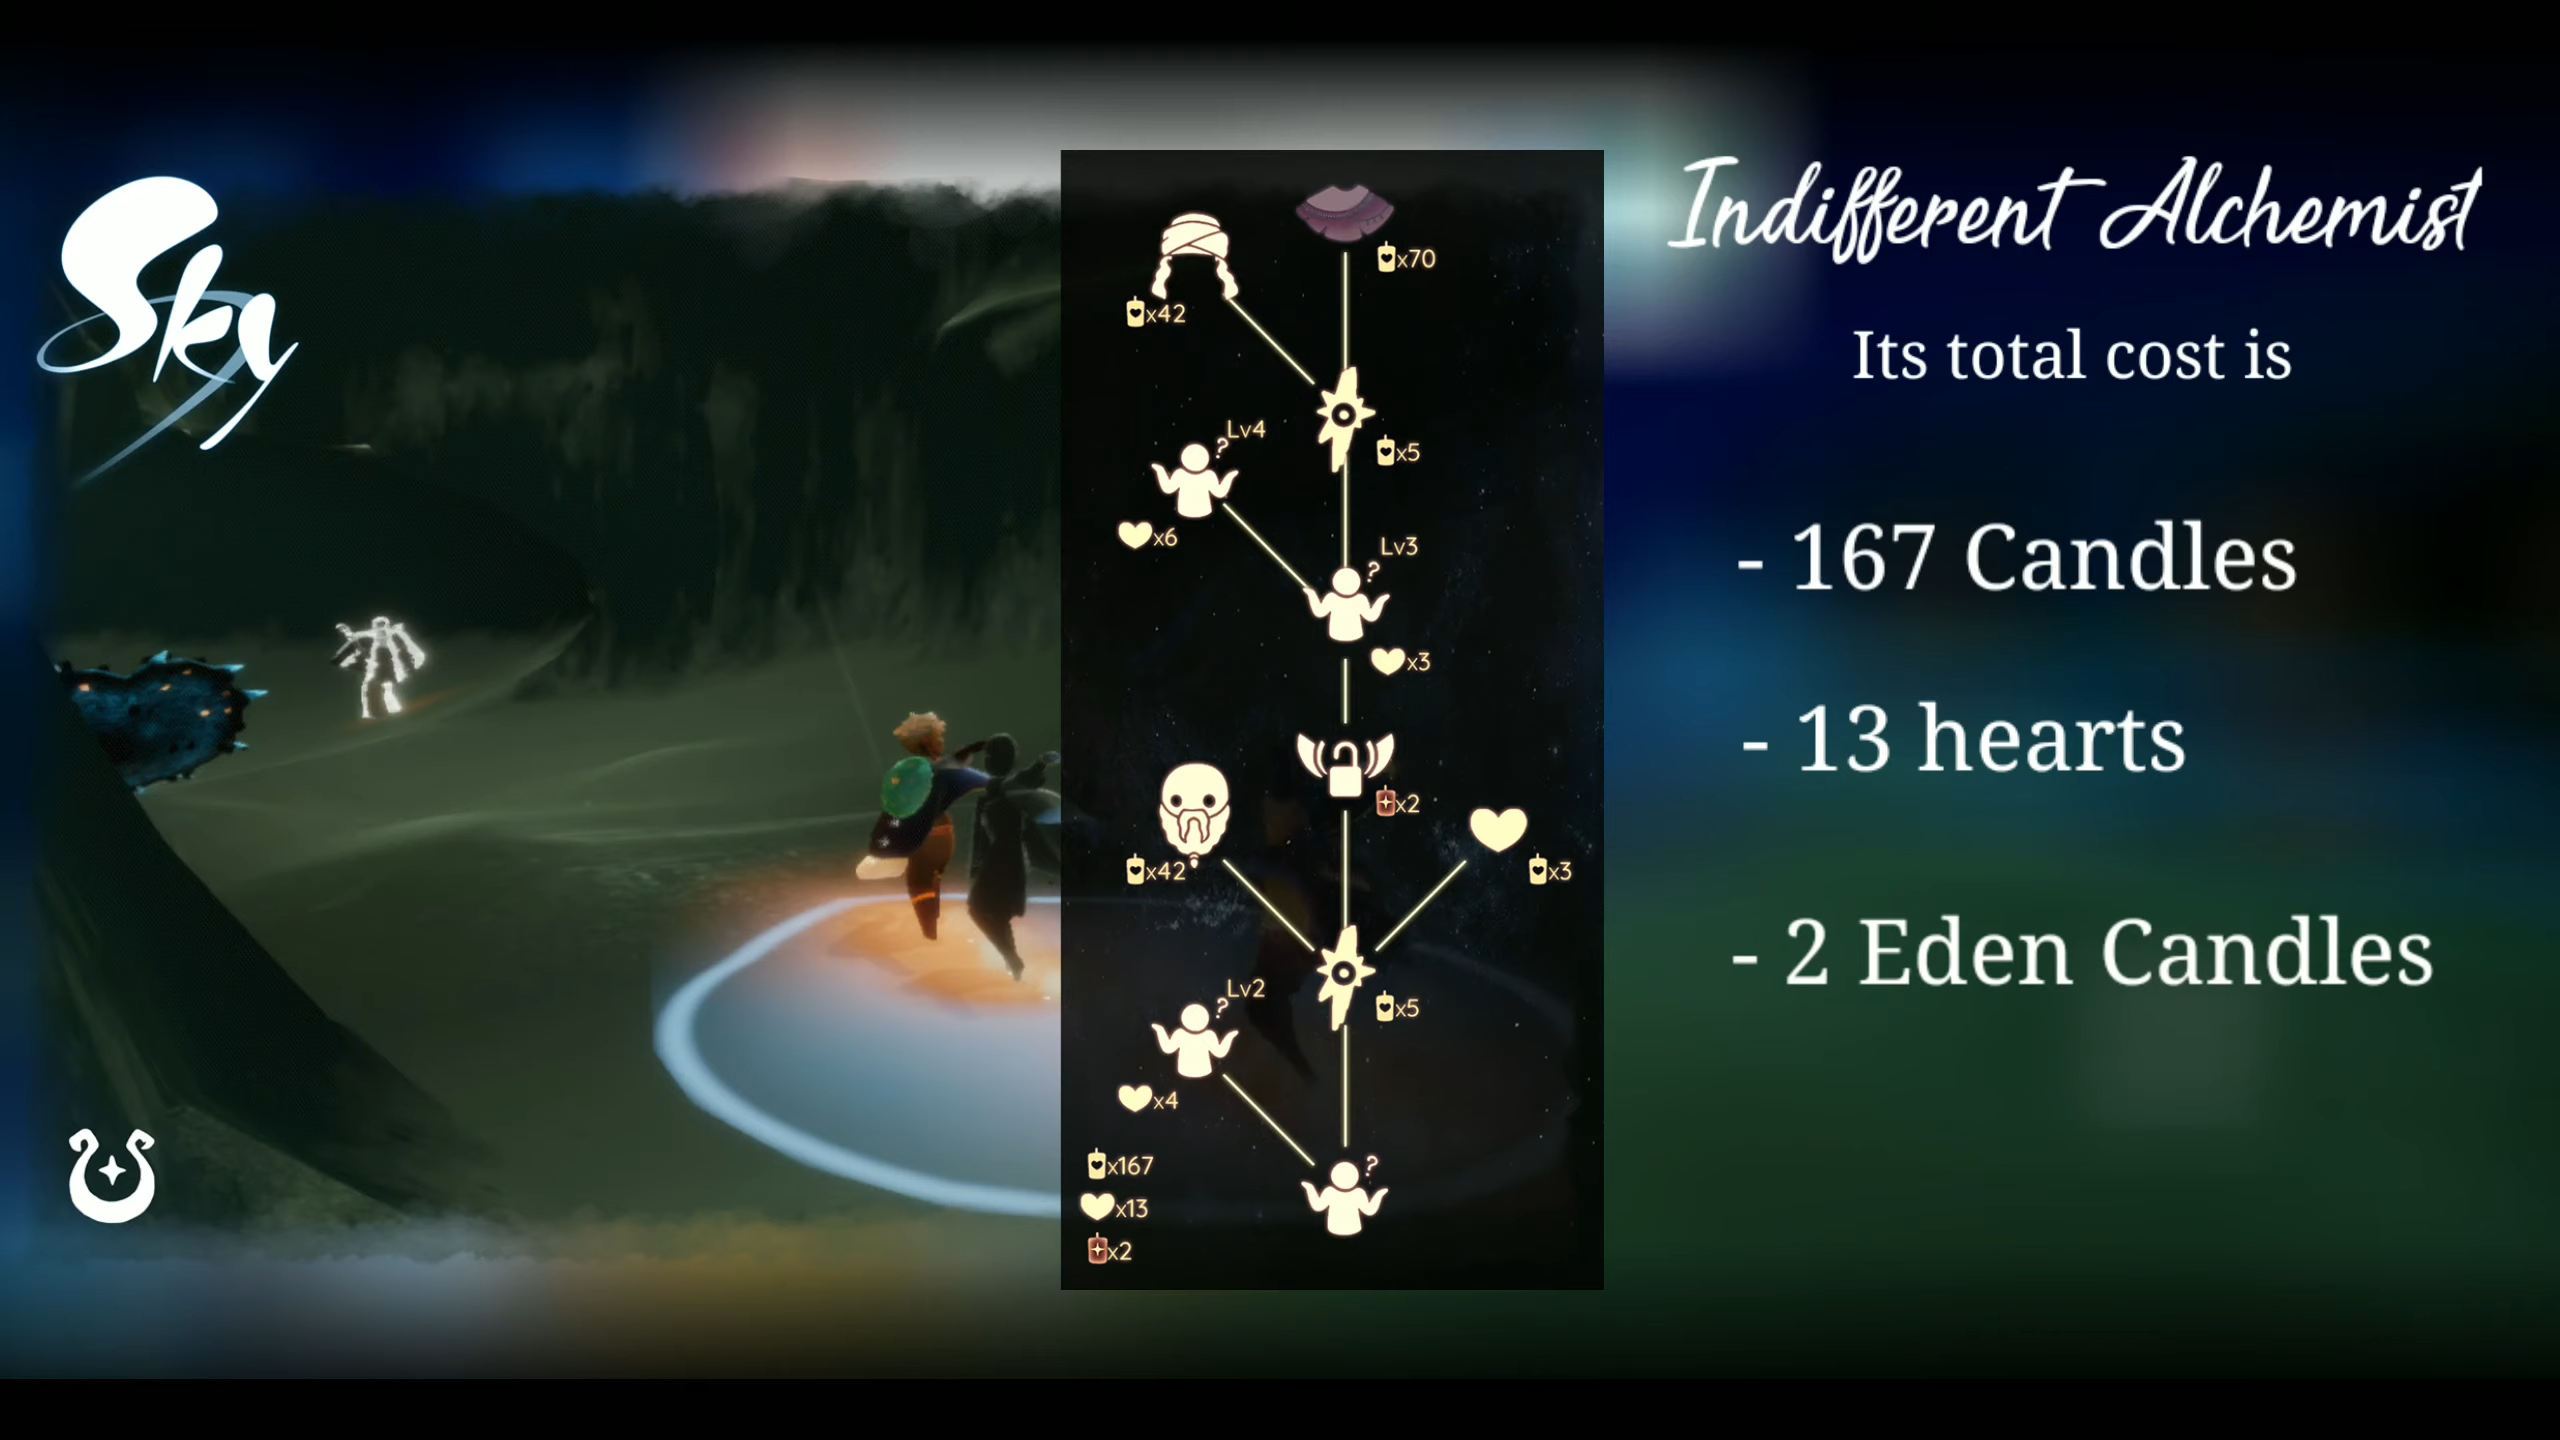 Sky
x70
x42
x5
Lv4
?
x6
Lv3
?
x3
x2
x42
x3
x5
Lv2
?
x4
x167
x13
x2
?
Indifferent Alchemist
Its total cost is
- 167 Candles
- 13 hearts
- 2 Eden Candles